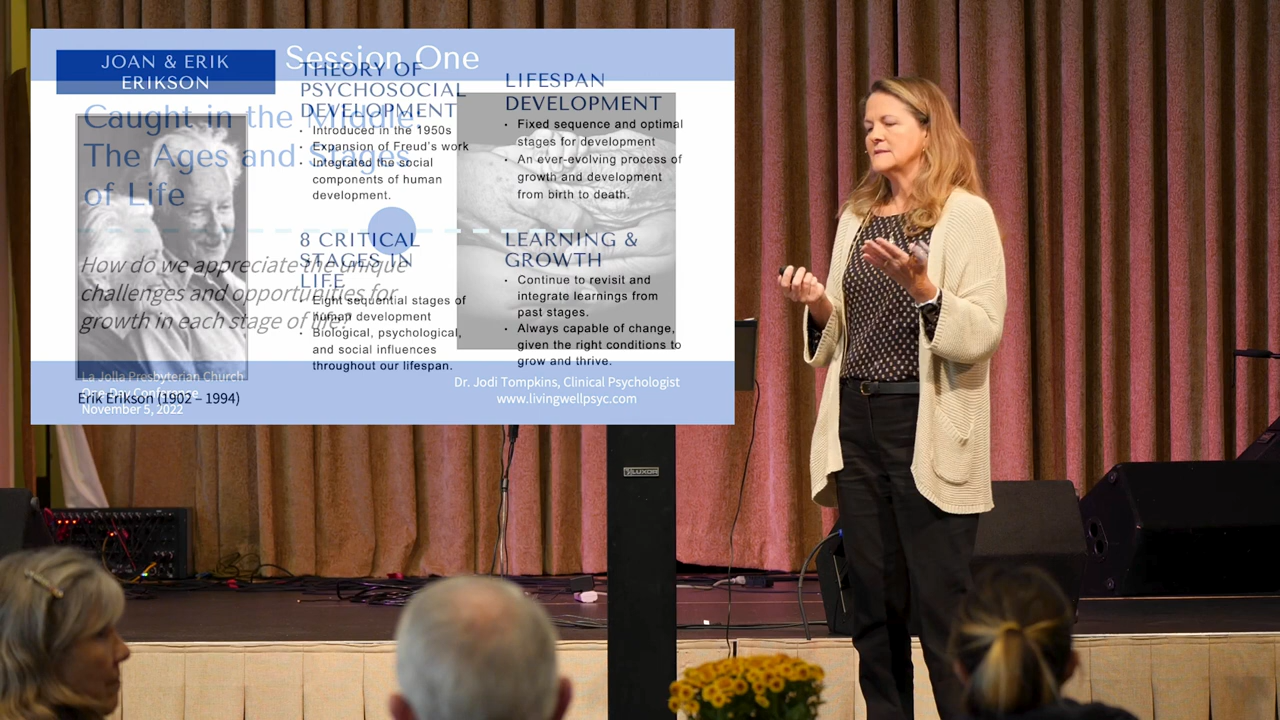 Session One
Caught in the Middle:
The Ages and Stages
of Life
How do we appreciate the unique
challenges and opportunities for
growth in each stage of life?
La Jolla Presbyterian Church
One-Day Conference
November 5, 2022
Dr. Jodi Tompkins, Clinical Psychologist
www.livingwellpsyc.com
JOAN & ERIK
ERIKSON
Erik Erikson (1902 – 1994)
THEORY OF
PSYCHOSOCIAL
DEVELOPMENT
• Introduced in the 1950s
• Expansion of Freud's work
• Integrated the social
components of human
development.
8 CRITICAL
STAGES IN
LIFE
• Eight sequential stages of
human development
• Biological, psychological,
and social influences
throughout our lifespan.
LIFESPAN
DEVELOPMENT
• Fixed sequence and optimal
stages for development
• An ever-evolving process of
growth and development
from birth to death.
LEARNING &
GROWTH
• Continue to revisit and
integrate learnings from
past stages.
• Always capable of change,
given the right conditions to
grow and thrive.
LUXOR